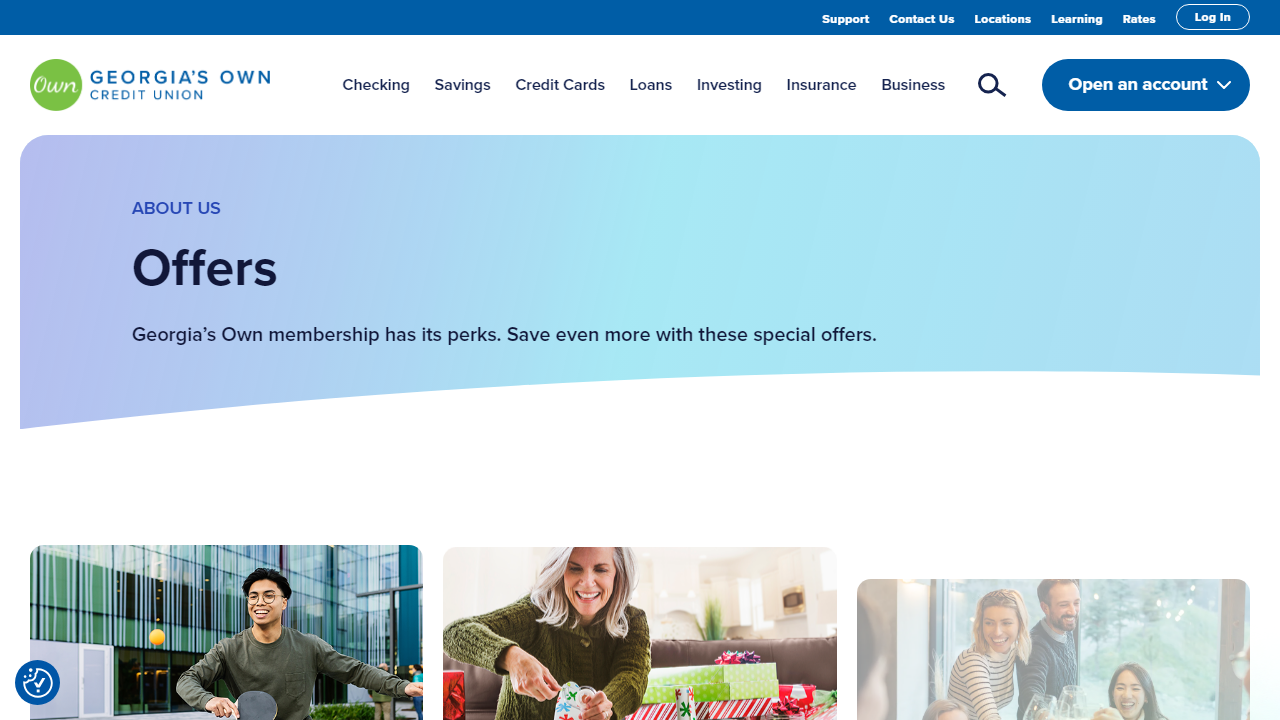 Support Contact Us Locations Learning Rates Log In
Own GEORGIA'S OWN
CREDIT UNION
Checking Savings Credit Cards Loans Investing Insurance Business Open an account
ABOUT US
Offers
Georgia’s Own membership has its perks. Save even more with these special offers.